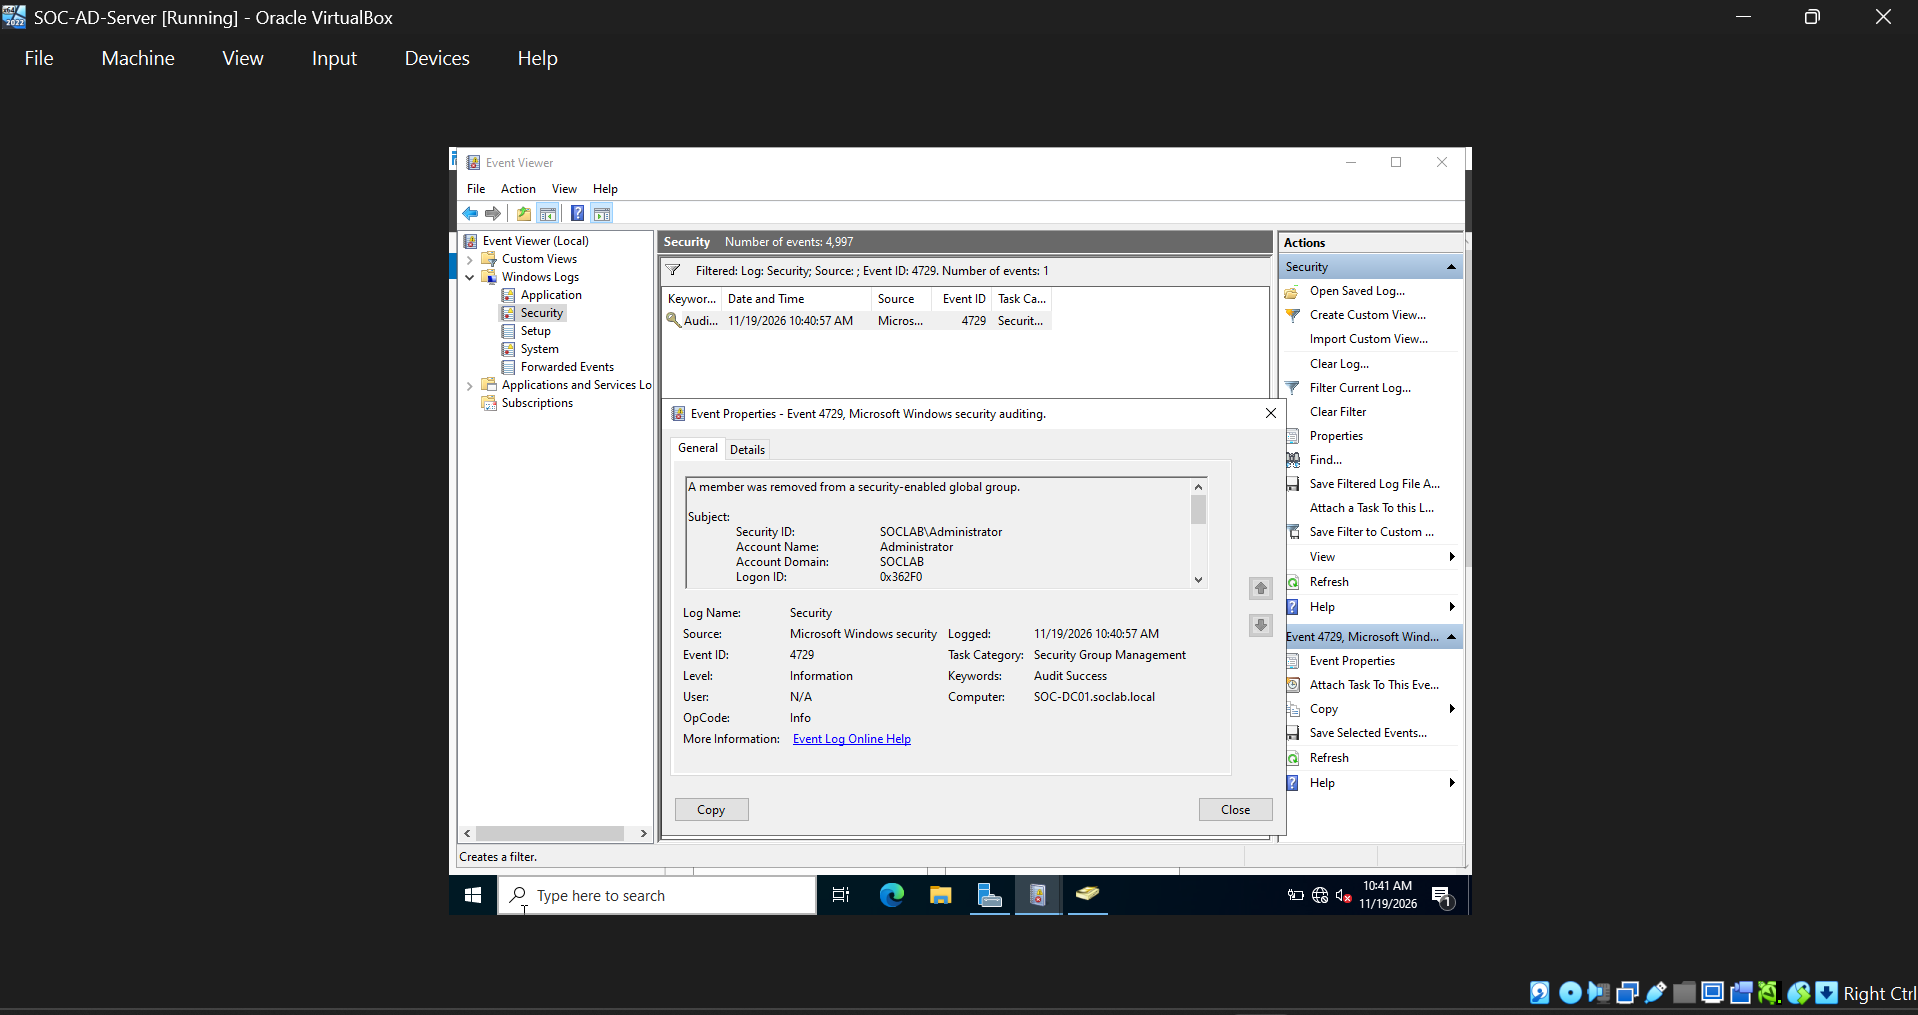 SOC-AD-Server [Running] - Oracle VirtualBox
File Machine View Input Devices Help
Event Viewer
File Action View Help
Event Viewer (Local)
Custom Views
Windows Logs
Application
Security
Setup
System
Forwarded Events
Applications and Services Lo
Subscriptions
Security Number of events: 4,997
Filtered: Log: Security; Source: ; Event ID: 4729. Number of events: 1
Keywor... Date and Time Source Event ID Task Ca...
Audi... 11/19/2026 10:40:57 AM Micros... 4729 Securit...
Event Properties - Event 4729, Microsoft Windows security auditing.
General Details
A member was removed from a security-enabled global group.
Subject:
Security ID: SOCLAB\Administrator
Account Name: Administrator
Account Domain: SOCLAB
Logon ID: 0x362F0
Log Name: Security
Source: Microsoft Windows security Logged: 11/19/2026 10:40:57 AM
Event ID: 4729 Task Category: Security Group Management
Level: Information Keywords: Audit Success
User: N/A Computer: SOC-DC01.soclab.local
OpCode: Info
More Information: Event Log Online Help
Copy Close
Actions
Security
Open Saved Log...
Create Custom View...
Import Custom View...
Clear Log...
Filter Current Log...
Clear Filter
Properties
Find...
Save Filtered Log File A...
Attach a Task To this L...
Save Filter to Custom ...
View
Refresh
Help
Event 4729, Microsoft Wind...
Event Properties
Attach Task To This Eve...
Copy
Save Selected Events...
Refresh
Help
Creates a filter.
Type here to search
10:41 AM
11/19/2026
1
Right Ctrl